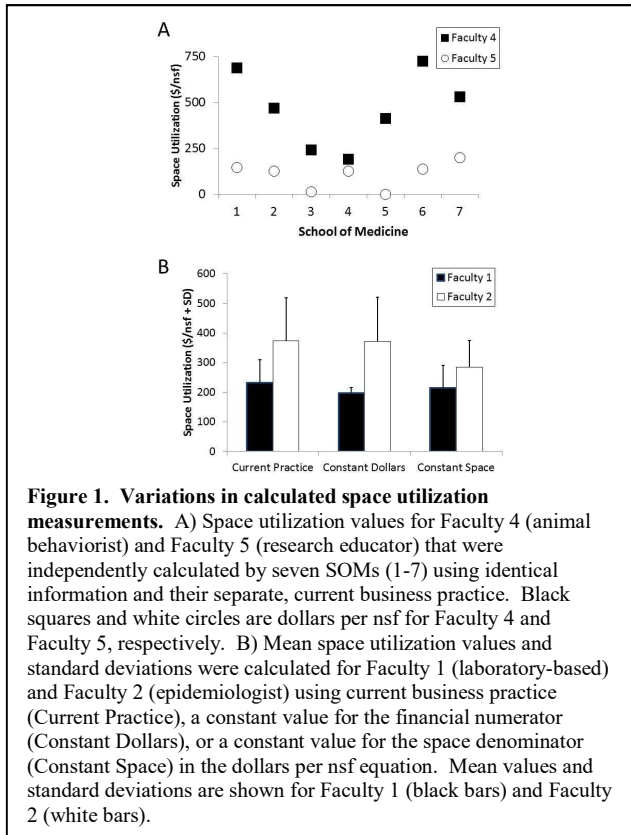 A
Faculty 4
Faculty 5
Space Utilization ($/nsf)
750
500
250
0
1 2 3 4 5 6 7
School of Medicine
B
Faculty 1
Faculty 2
Space Utilization ($/nsf + SD)
600
500
400
300
200
100
0
Current Practice Constant Dollars Constant Space
Figure 1. Variations in calculated space utilization
measurements. A) Space utilization values for Faculty 4 (animal
behaviorist) and Faculty 5 (research educator) that were
independently calculated by seven SOMs (1-7) using identical
information and their separate, current business practice. Black
squares and white circles are dollars per nsf for Faculty 4 and
Faculty 5, respectively. B) Mean space utilization values and
standard deviations were calculated for Faculty 1 (laboratory-based)
and Faculty 2 (epidemiologist) using current business practice
(Current Practice), a constant value for the financial numerator
(Constant Dollars), or a constant value for the space denominator
(Constant Space) in the dollars per nsf equation. Mean values and
standard deviations are shown for Faculty 1 (black bars) and Faculty
2 (white bars).